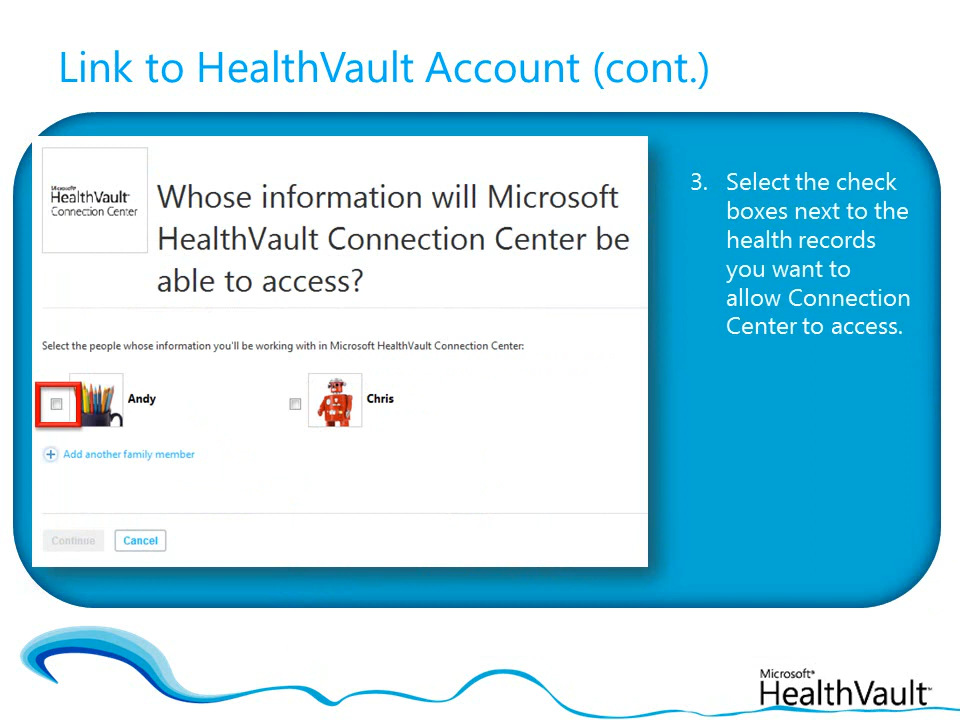 Link to HealthVault Account (cont.)
Microsoft®
HealthVault™
Connection Center
Whose information will Microsoft
HealthVault Connection Center be
able to access?
Select the people whose information you'll be working with in Microsoft HealthVault Connection Center:
Andy
Chris
Add another family member
Continue
Cancel
3. Select the check
boxes next to the
health records
you want to
allow Connection
Center to access.
Microsoft®
HealthVault™